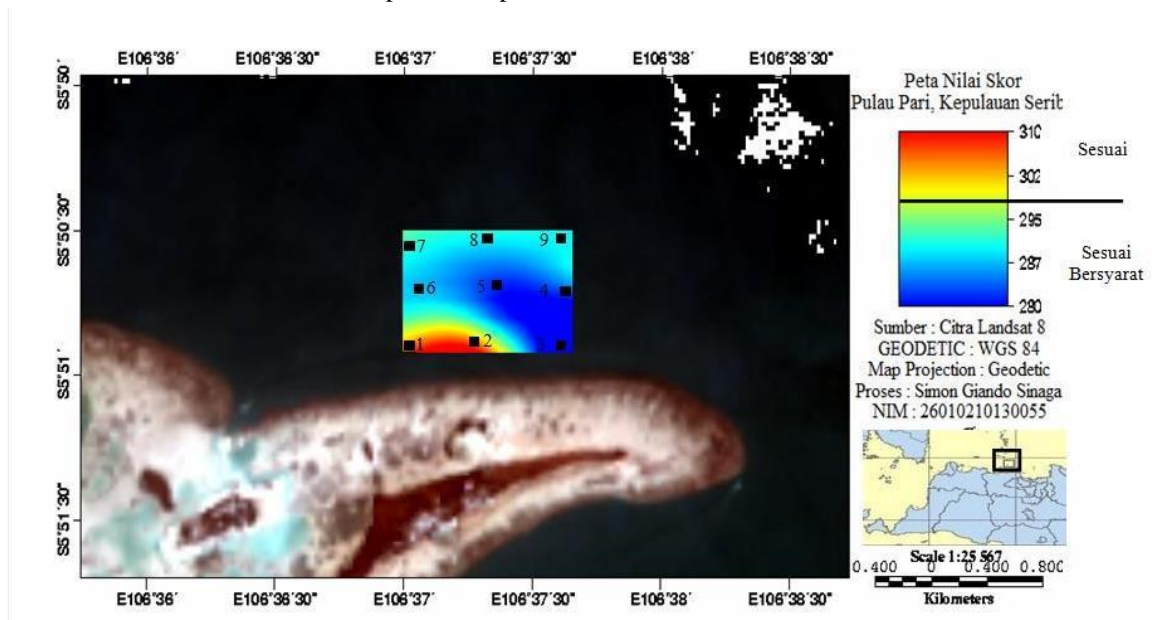 E106°36´ E106°36´30" E106°37´ E106°37´30" E106°38´ E106°38´30"
S5°50´
S5°50´30"
S5°51´
S5°51´30"
7 8 9
6 5 4
1 2 3
E106°36´ E106°36´30" E106°37´ E106°37´30" E106°38´ E106°38´30"
Peta Nilai Skor
Pulau Pari, Kepulauan Serib
310
302
295
287
280
Sesuai
Sesuai
Bersyarat
Sumber : Citra Landsat 8
GEODETIC : WGS 84
Map Projection : Geodetic
Proses : Simon Giando Sinaga
NIM : 26010210130055
Scale 1:25 567
0.400 0 0.400 0.800
Kilometers